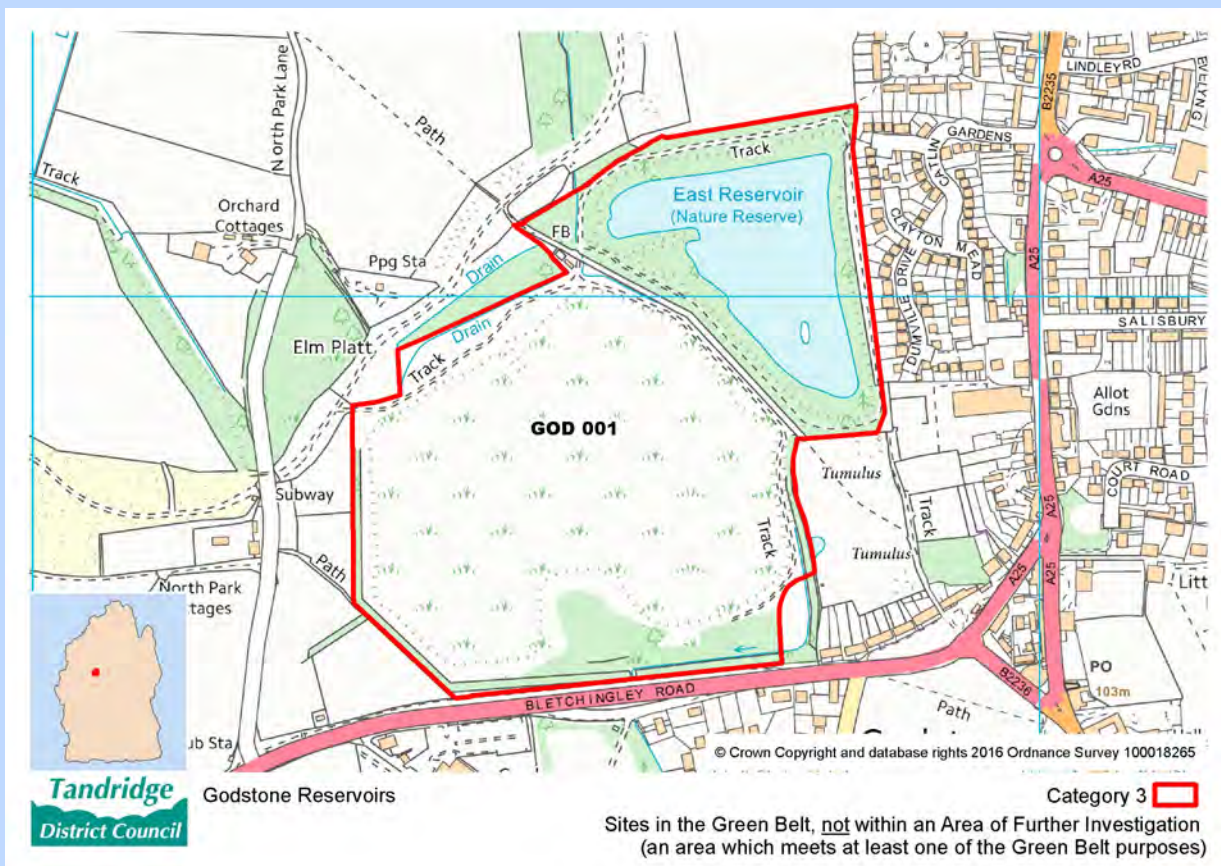 LINDLEY RD
EVELYN G
B2235
North Park Lane
Path
Track
GARDENS
CATLIN
Track
A25
East Reservoir
(Nature Reserve)
Orchard
Cottages
CLAYTON MEAD
A25
FB
Ppg Sta
Drain
DUMVILLE DRIVE
SALISBURY
Elm Platt
Drain
Track
Allot
Gdns
GOD 001
COURT ROAD
Tumulus
Subway
Track
A25
Track
Tumulus
A25
A25
Path
North Park
ttages
Litt
PO
103m
B2236
BLETCHINGLEY ROAD
Path
ub Sta
© Crown Copyright and database rights 2016 Ordnance Survey 100018265
Tandridge
District Council
Godstone Reservoirs
Category 3
Sites in the Green Belt, not within an Area of Further Investigation
(an area which meets at least one of the Green Belt purposes)